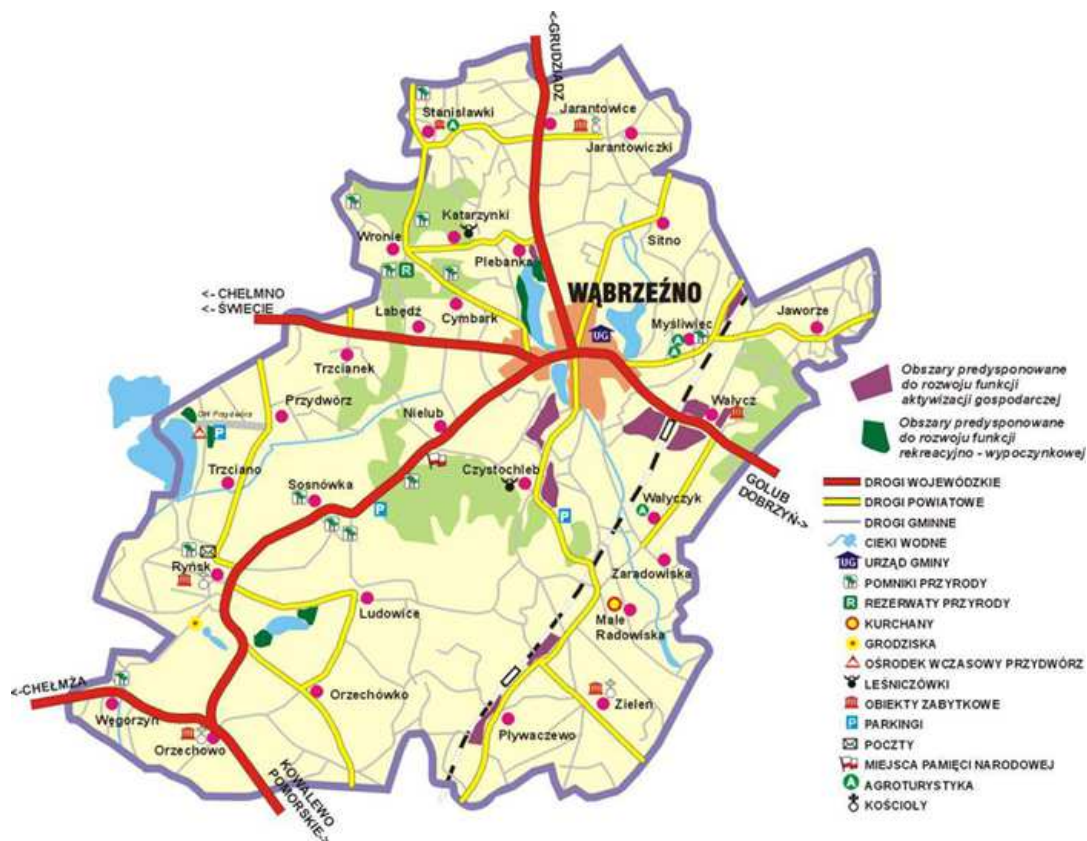 <-GRUDZIĄDZ
Stanisławki
Jarantowice
Jarantowiczki
Katarzynki
Wronie
Plebanka
Sitno
<- CHEŁMNO
<- ŚWIECIE
WĄBRZEŹNO
UG
R
Łabędź
Cymbark
Myśliwiec
Jaworze
Trzcianek
Przydwórz
Nielub
Wałycz
OW Przydwórz
P
Trzciano
Czystochleb
Sosnówka
P
P
Wałyczyk
GOLUB
DOBRZYŃ->
Ryńsk
Zaradowiska
Ludowice
Małe
Radowiska
<-CHEŁMŻA
Orzechówko
Zieleń
Węgorzyn
Orzechowo
Pływaczewo
KOWALEWO
POMORSKIE->
A
A
A
A
Obszary predysponowane
do rozwoju funkcji
aktywizacji gospodarczej
Obszary predysponowane
do rozwoju funkcji
rekreacyjno - wypoczynkowej
DROGI WOJEWÓDZKIE
DROGI POWIATOWE
DROGI GMINNE
CIEKI WODNE
UG URZĄD GMINY
POMNIKI PRZYRODY
R REZERWATY PRZYRODY
KURCHANY
GRODZISKA
OŚRODEK WCZASOWY PRZYDWÓRZ
LEŚNICZÓWKI
OBIEKTY ZABYTKOWE
P PARKINGI
POCZTY
MIEJSCA PAMIĘCI NARODOWEJ
A AGROTURYSTYKA
KOŚCIOŁY